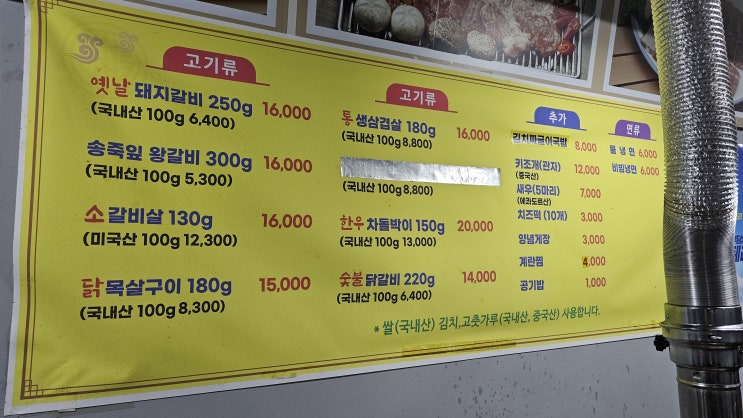 고기류
옛날 돼지갈비 250g 16,000
(국내산 100g 6,400)
송죽잎 왕갈비 300g 16,000
(국내산 100g 5,300)
소 갈비살 130g 16,000
(미국산 100g 12,300)
닭 목살구이 180g 15,000
(국내산 100g 8,300)
고기류
통 생삼겹살 180g 16,000
(국내산 100g 8,800)
(국내산 100g 8,800)
한우 차돌박이 150g 20,000
(국내산 100g 13,000)
숯불 닭갈비 220g 14,000
(국내산 100g 6,400)
추가
8,000
키조개(관자) 12,000
(중국산)
새우(5마리) 7,000
(에콰도르산)
치즈떡 (10개) 3,000
양념게장 3,000
계란찜 4,000
공기밥 1,000
면류
물 냉 면 6,000
비빔냉면 6,000
* 쌀(국내산) 김치,고춧가루(국내산, 중국산) 사용합니다.